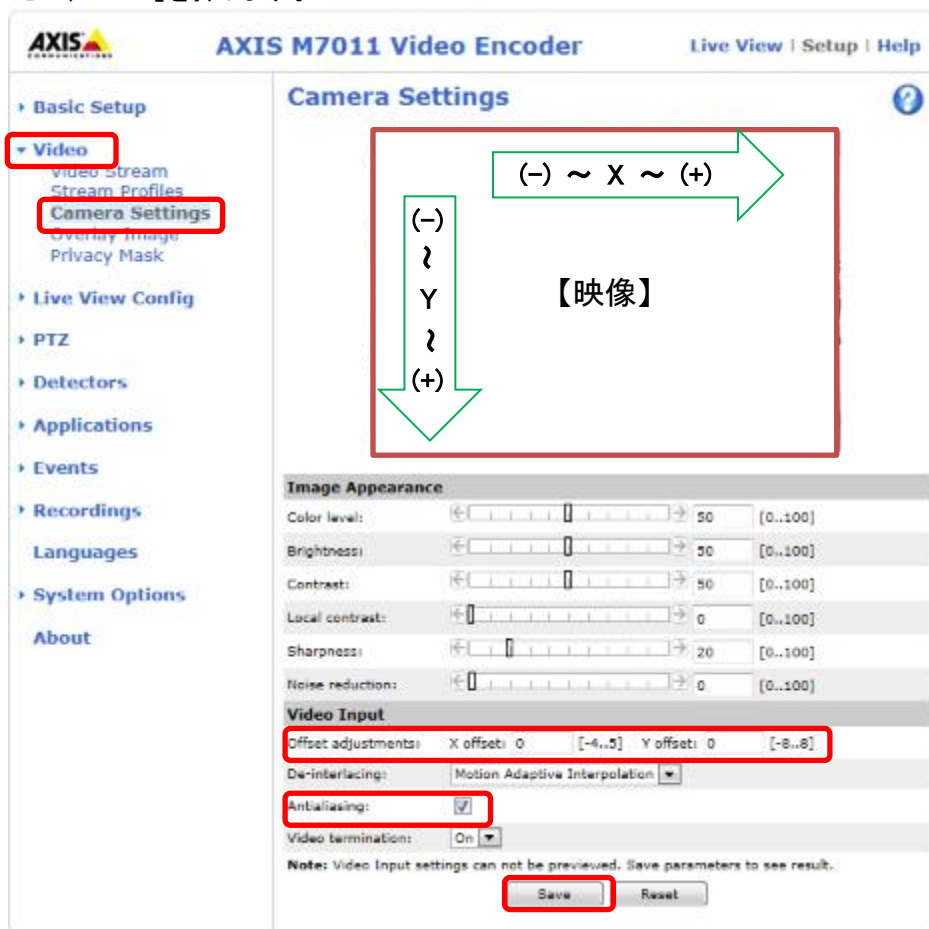 AXIS
COMMUNICATIONS
AXIS M7011 Video Encoder
Live View | Setup | Help
Basic Setup
Video
Video Stream
Stream Profiles
Camera Settings
Overlay Image
Privacy Mask
Live View Config
PTZ
Detectors
Applications
Events
Recordings
Languages
System Options
About
Camera Settings
?
(-) ~ X ~ (+)
(-)
~
Y
~
(+)
【映像】
Image Appearance
Color level: 50 [0..100]
Brightness: 50 [0..100]
Contrast: 50 [0..100]
Local contrast: 0 [0..100]
Sharpness: 20 [0..100]
Noise reduction: 0 [0..100]
Video Input
Offset adjustments: X offset: 0 [-4..5] Y offset: 0 [-8..8]
De-interlacing: Motion Adaptive Interpolation
Antialiasing:
Video termination: On
Note: Video Input settings can not be previewed. Save parameters to see result.
Save Reset